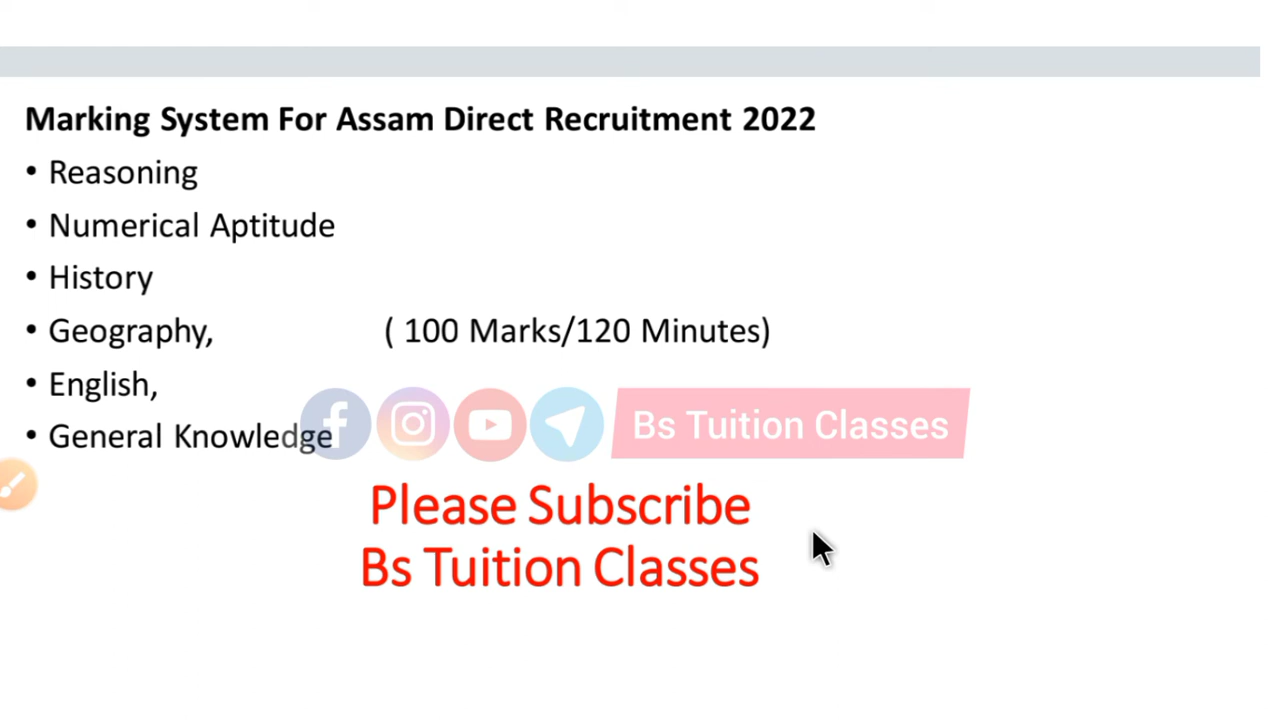 Marking System For Assam Direct Recruitment 2022
• Reasoning
• Numerical Aptitude
• History
• Geography, ( 100 Marks/120 Minutes)
• English,
• General Knowledge
Bs Tuition Classes
Please Subscribe
Bs Tuition Classes